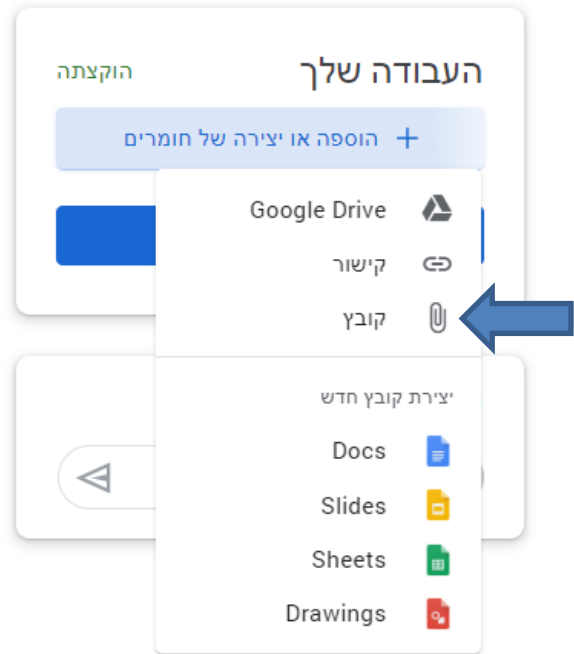 העבודה שלך
הוקצתה
+ הוספה או יצירה של חומרים
Google Drive
קישור
קובץ
יצירת קובץ חדש
Docs
Slides
Sheets
Drawings